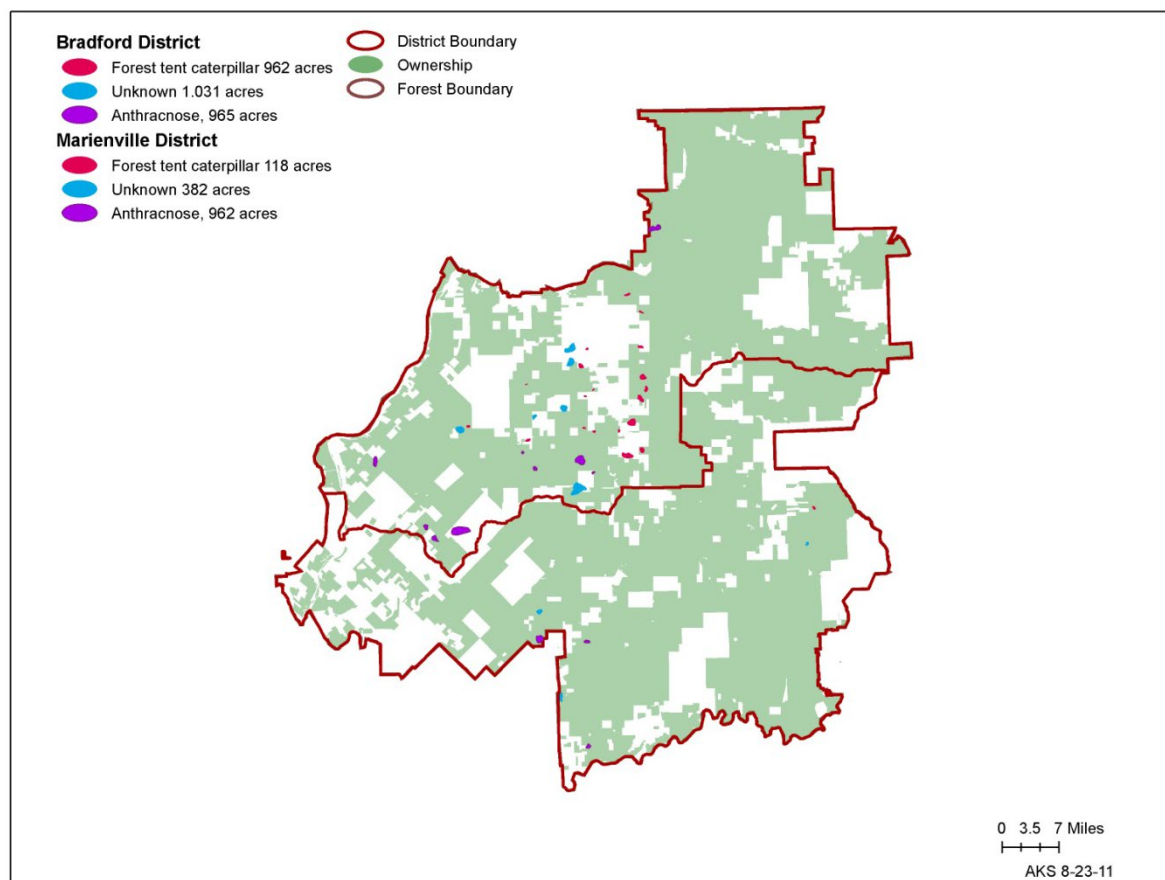 Bradford District
Forest tent caterpillar 962 acres
Unknown 1.031 acres
Anthracnose, 965 acres
Marienville District
Forest tent caterpillar 118 acres
Unknown 382 acres
Anthracnose, 962 acres
District Boundary
Ownership
Forest Boundary
0 3.5 7 Miles
AKS 8-23-11